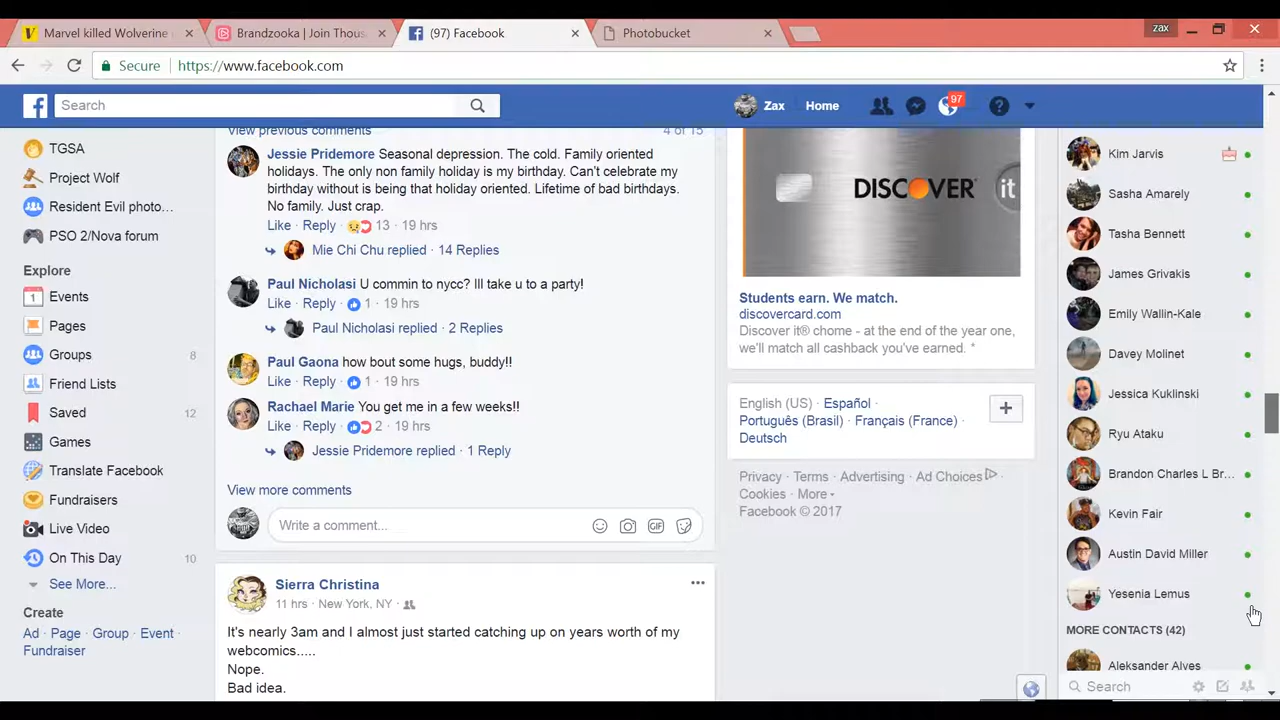 Marvel killed Wolverine
Brandzooka | Join Thous
(97) Facebook
Photobucket
zax
Secure
https://www.facebook.com
Search
Zax
Home
97
TGSA
Project Wolf
Resident Evil photo...
PSO 2/Nova forum
Explore
1 Events
Pages
Groups 8
Friend Lists
Saved 12
Games
Translate Facebook
Fundraisers
Live Video
On This Day 10
See More...
Create
Ad · Page · Group · Event ·
Fundraiser
View previous comments 4 of 15
Jessie Pridemore Seasonal depression. The cold. Family oriented
holidays. The only non family holiday is my birthday. Can't celebrate my
birthday without is being that holiday oriented. Lifetime of bad birthdays.
No family. Just crap.
Like · Reply · 13 · 19 hrs
Mie Chi Chu replied · 14 Replies
Paul Nicholasi U commin to nycc? Ill take u to a party!
Like · Reply · 1 · 19 hrs
Paul Nicholasi replied · 2 Replies
Paul Gaona how bout some hugs, buddy!!
Like · Reply · 1 · 19 hrs
Rachael Marie You get me in a few weeks!!
Like · Reply · 2 · 19 hrs
Jessie Pridemore replied · 1 Reply
View more comments
Write a comment...
GIF
Sierra Christina
11 hrs · New York, NY ·
It's nearly 3am and I almost just started catching up on years worth of my
webcomics.....
Nope.
Bad idea.
DISCOVER it
Students earn. We match.
discovercard.com
Discover it® chome - at the end of the year one,
we'll match all cashback you've earned. *
English (US) · Español ·
Português (Brasil) · Français (France) ·
Deutsch
Privacy · Terms · Advertising · Ad Choices
Cookies · More
Facebook © 2017
Kim Jarvis
Sasha Amarely
Tasha Bennett
James Grivakis
Emily Wallin-Kale
Davey Molinet
Jessica Kuklinski
Ryu Ataku
Brandon Charles L Br...
Kevin Fair
Austin David Miller
Yesenia Lemus
MORE CONTACTS (42)
Aleksander Alves
Search